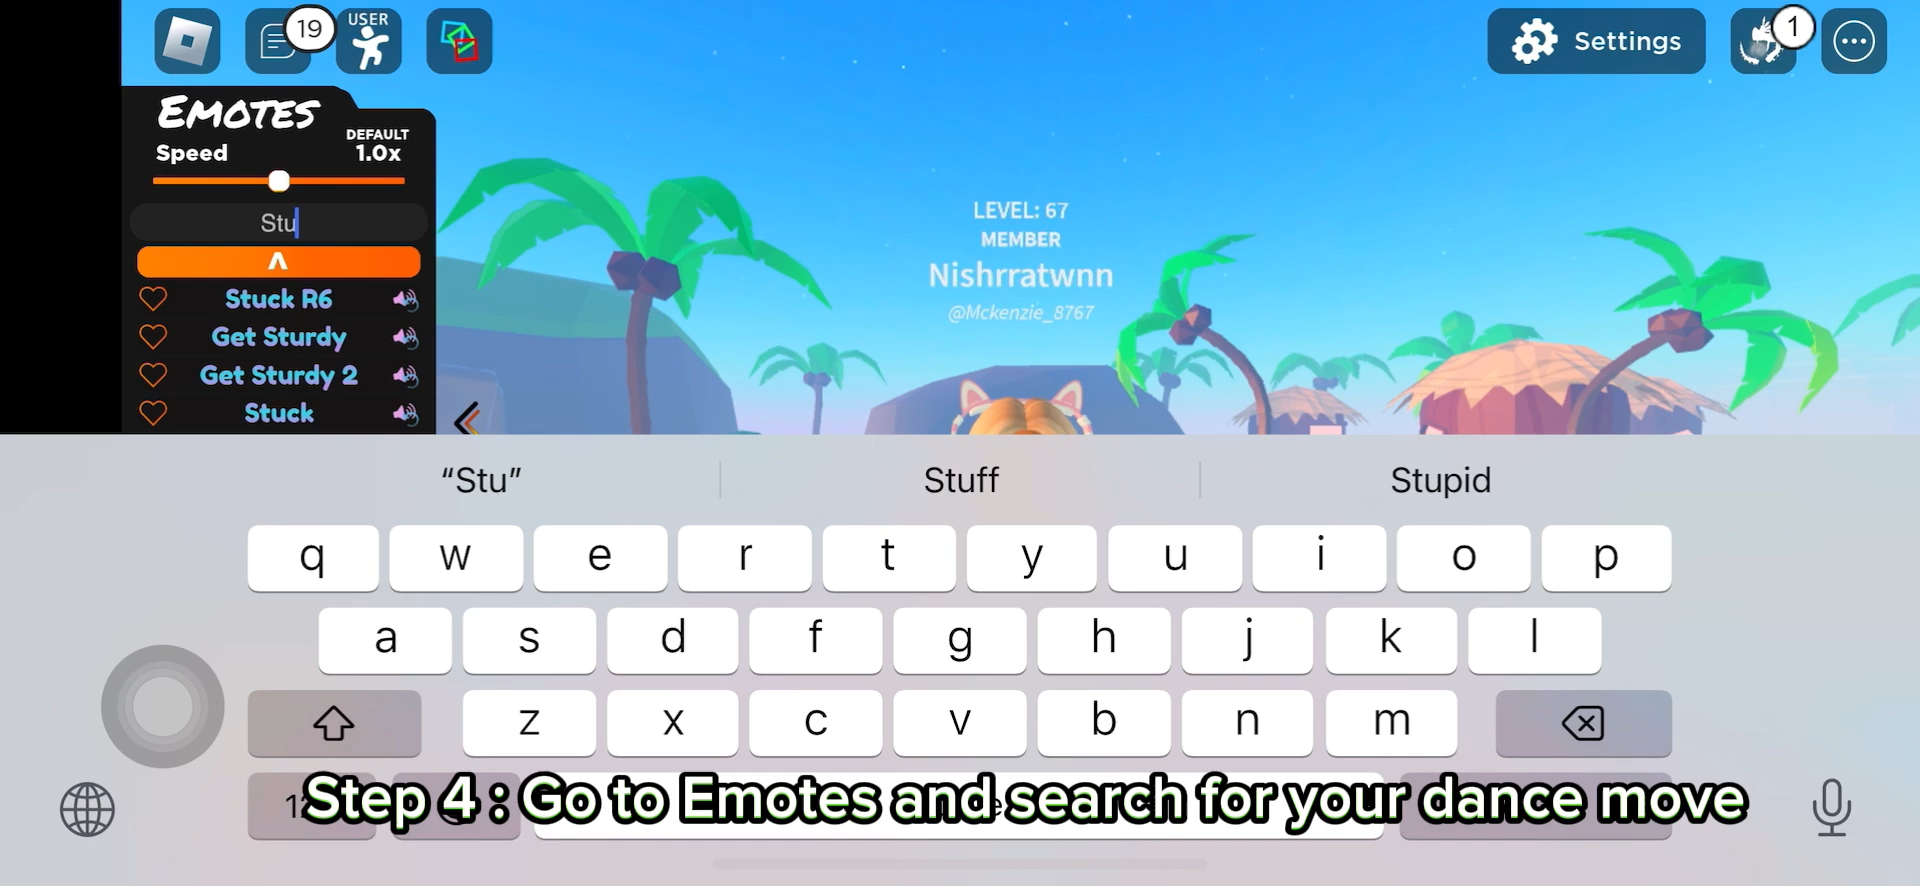 19
USER
Settings
1
EMOTES
DEFAULT
Speed
1.0x
Stu
Stuck R6
Get Sturdy
Get Sturdy 2
Stuck
LEVEL: 67
MEMBER
Nishrratwnn
@Mckenzie_8767
“Stu”
Stuff
Stupid
q w e r t y u i o p
a s d f g h j k l
z x c v b n m
Step 4 : Go to Emotes and search for your dance move